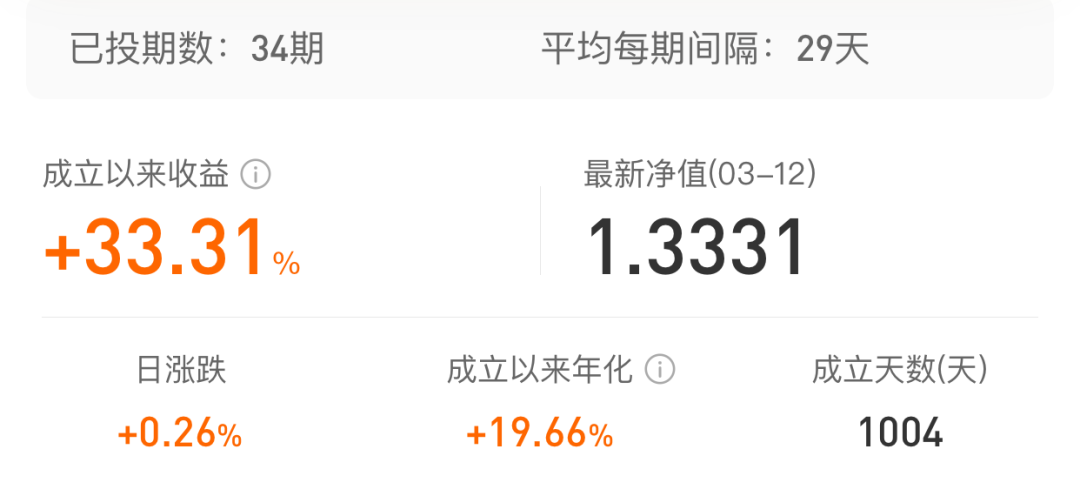 已投期数：34期 平均每期间隔：29天
成立以来收益 最新净值(03-12)
+33.31% 1.3331
日涨跌 成立以来年化 成立天数(天)
+0.26% +19.66% 1004